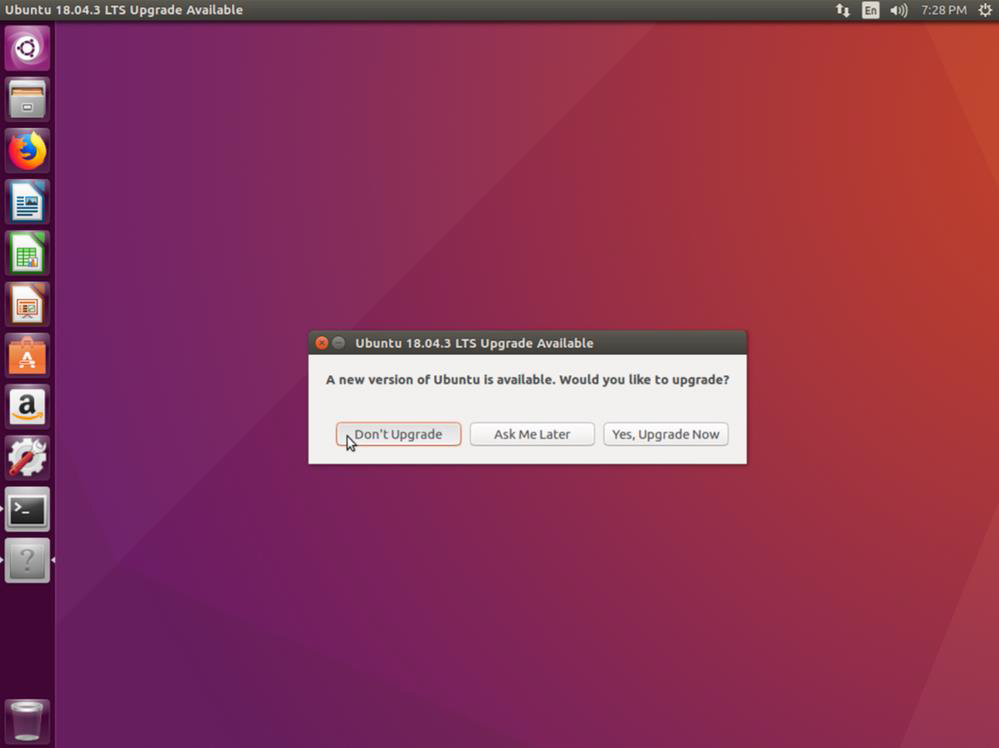 Ubuntu 18.04.3 LTS Upgrade Available
En
7:28 PM
Ubuntu 18.04.3 LTS Upgrade Available
A new version of Ubuntu is available. Would you like to upgrade?
Don't Upgrade
Ask Me Later
Yes, Upgrade Now
A
a
>_
?